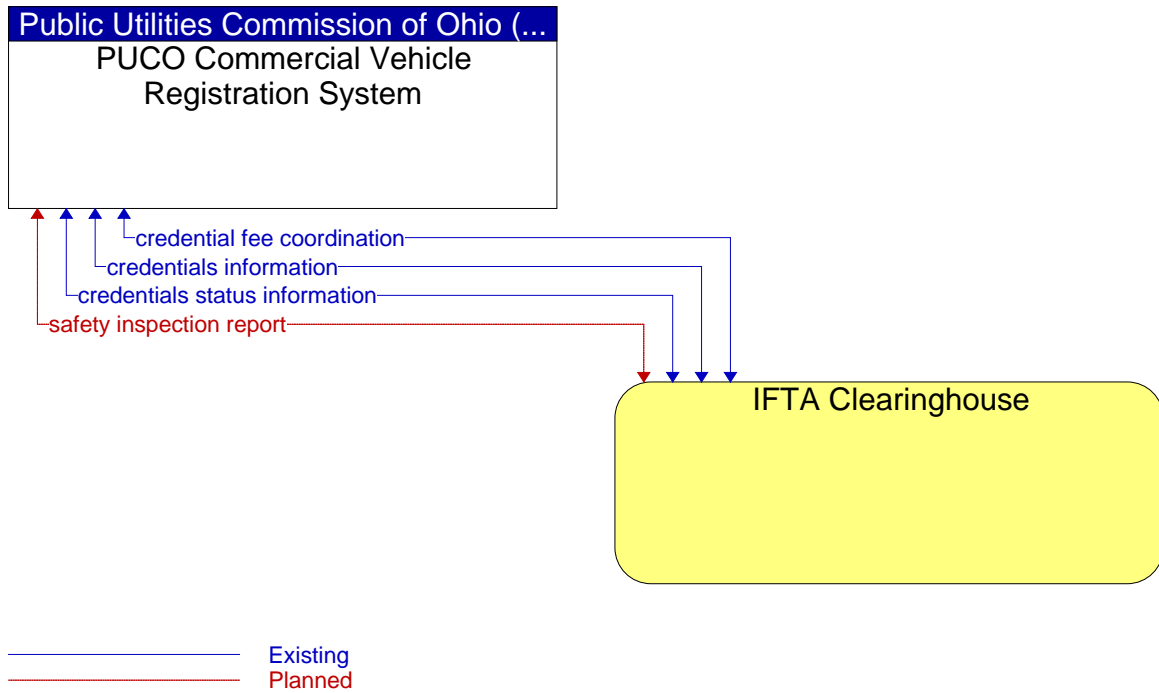 Public Utilities Commission of Ohio (...
PUCO Commercial Vehicle
Registration System
credential fee coordination
credentials information
credentials status information
safety inspection report
IFTA Clearinghouse
Existing
Planned